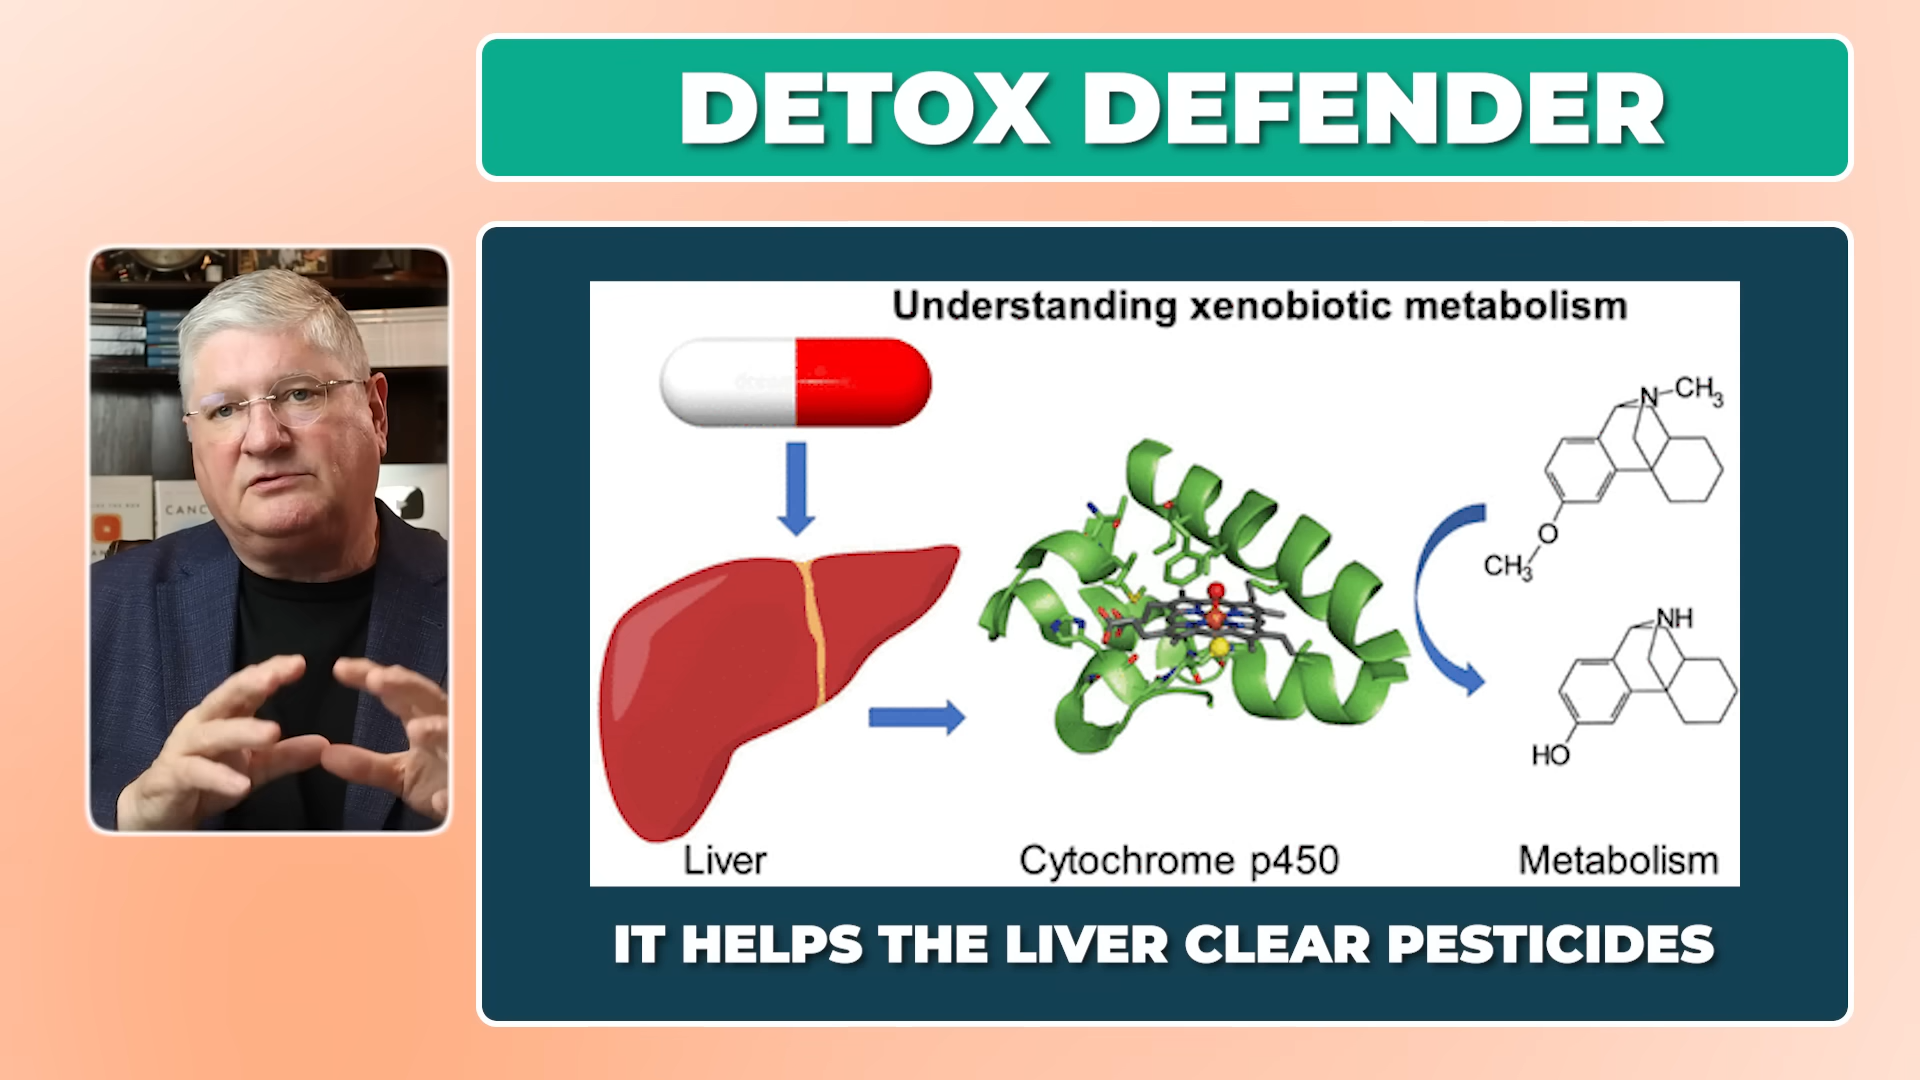 DETOX DEFENDER
Understanding xenobiotic metabolism
N
CH3
O
CH3
NH
HO
Liver
Cytochrome p450
Metabolism
IT HELPS THE LIVER CLEAR PESTICIDES
CANC